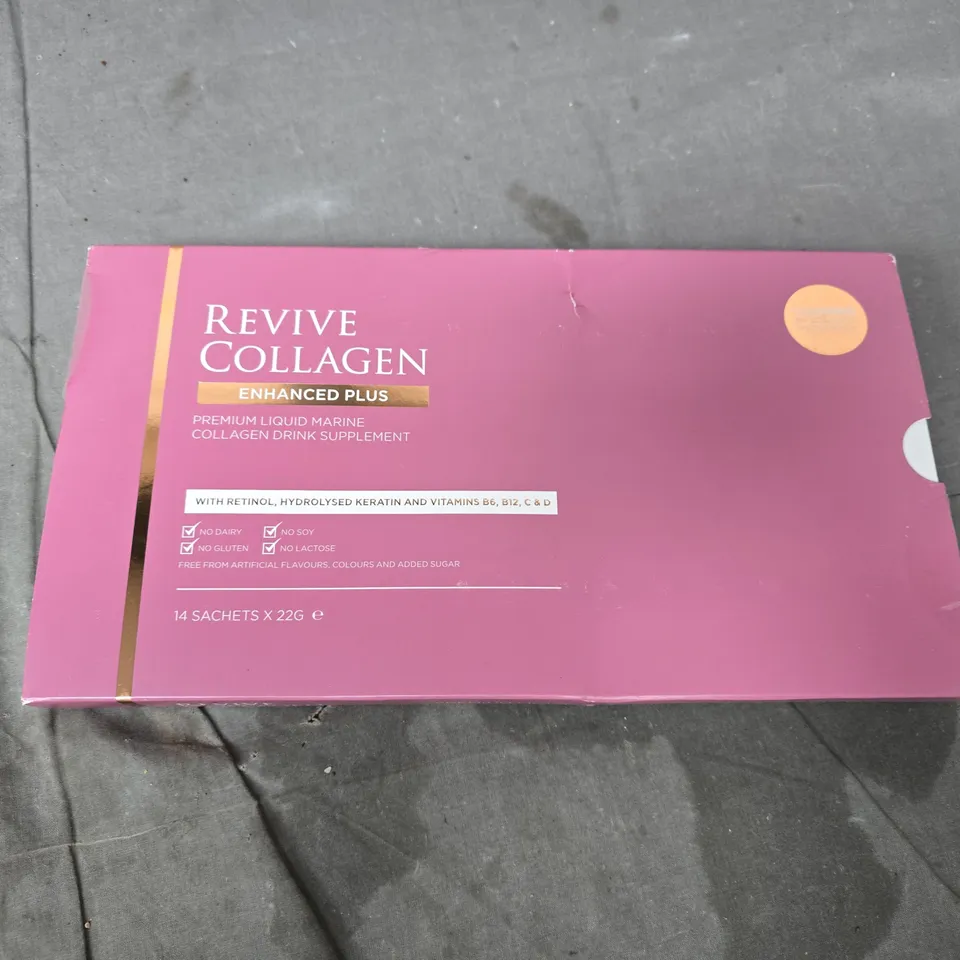 REVIVE
COLLAGEN
ENHANCED PLUS
PREMIUM LIQUID MARINE
COLLAGEN DRINK SUPPLEMENT
WITH RETINOL, HYDROLYSED KERATIN AND VITAMINS B6, B12, C & D
NO DAIRY NO SOY
NO GLUTEN NO LACTOSE
FREE FROM ARTIFICIAL FLAVOURS, COLOURS AND ADDED SUGAR
14 SACHETS X 22G ℮